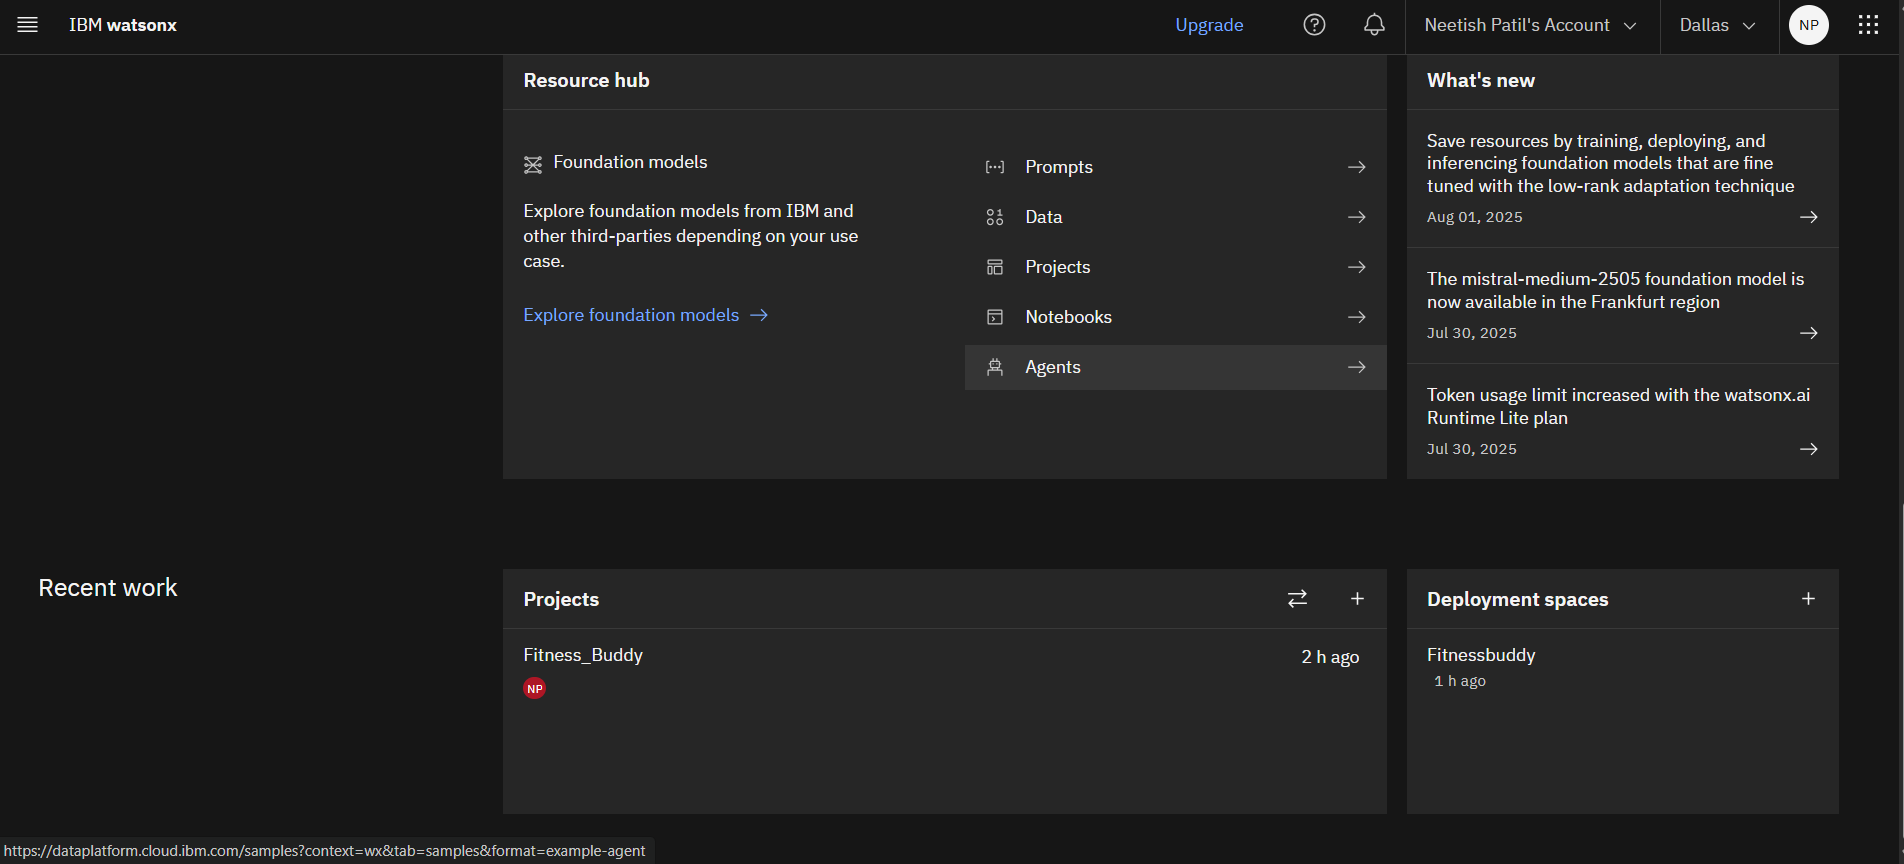 IBM watsonx
Upgrade
Neetish Patil's Account
Dallas
NP
Resource hub
Foundation models
Explore foundation models from IBM and
other third-parties depending on your use
case.
Explore foundation models
Prompts
Data
Projects
Notebooks
Agents
What's new
Save resources by training, deploying, and
inferencing foundation models that are fine
tuned with the low-rank adaptation technique
Aug 01, 2025
The mistral-medium-2505 foundation model is
now available in the Frankfurt region
Jul 30, 2025
Token usage limit increased with the watsonx.ai
Runtime Lite plan
Jul 30, 2025
Recent work
Projects
Fitness_Buddy
2 h ago
NP
Deployment spaces
Fitnessbuddy
1 h ago
https://dataplatform.cloud.ibm.com/samples?context=wx&tab=samples&format=example-agent